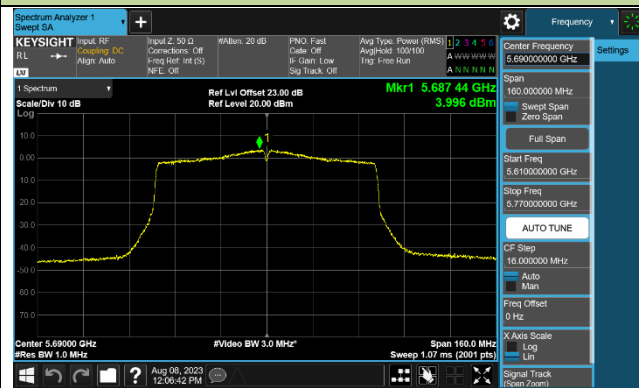 Spectrum Analyzer 1
Swept SA
Frequency
KEYSIGHT
RL
LXI
Input: RF
Coupling: DC
Align: Auto
Input Z: 50 Ω
Corrections: Off
Freq Ref: Int (S)
NFE: Off
#Atten: 20 dB
PNO: Fast
Gate: Off
IF Gain: Low
Sig Track: Off
Avg Type: Power (RMS)
Avg|Hold: 100/100
Trig: Free Run
1 2 3 4 5 6
A W W W W W
A N N N N N
1 Spectrum
Scale/Div 10 dB
Log
Ref Lvl Offset 23.00 dB
Ref Level 20.00 dBm
Mkr1 5.687 44 GHz
3.996 dBm
1
10.0
0.00
-10.0
-20.0
-30.0
-40.0
-50.0
-60.0
-70.0
Center 5.69000 GHz
#Res BW 1.0 MHz
#Video BW 3.0 MHz*
Span 160.0 MHz
Sweep 1.07 ms (2001 pts)
Center Frequency
5.690000000 GHz
Settings
Span
160.000000 MHz
Swept Span
Zero Span
Full Span
Start Freq
5.610000000 GHz
Stop Freq
5.770000000 GHz
AUTO TUNE
CF Step
16.000000 MHz
Auto
Man
Freq Offset
0 Hz
X Axis Scale
Log
Lin
Signal Track
(Span Zoom)
?
Aug 08, 2023
12:06:42 PM